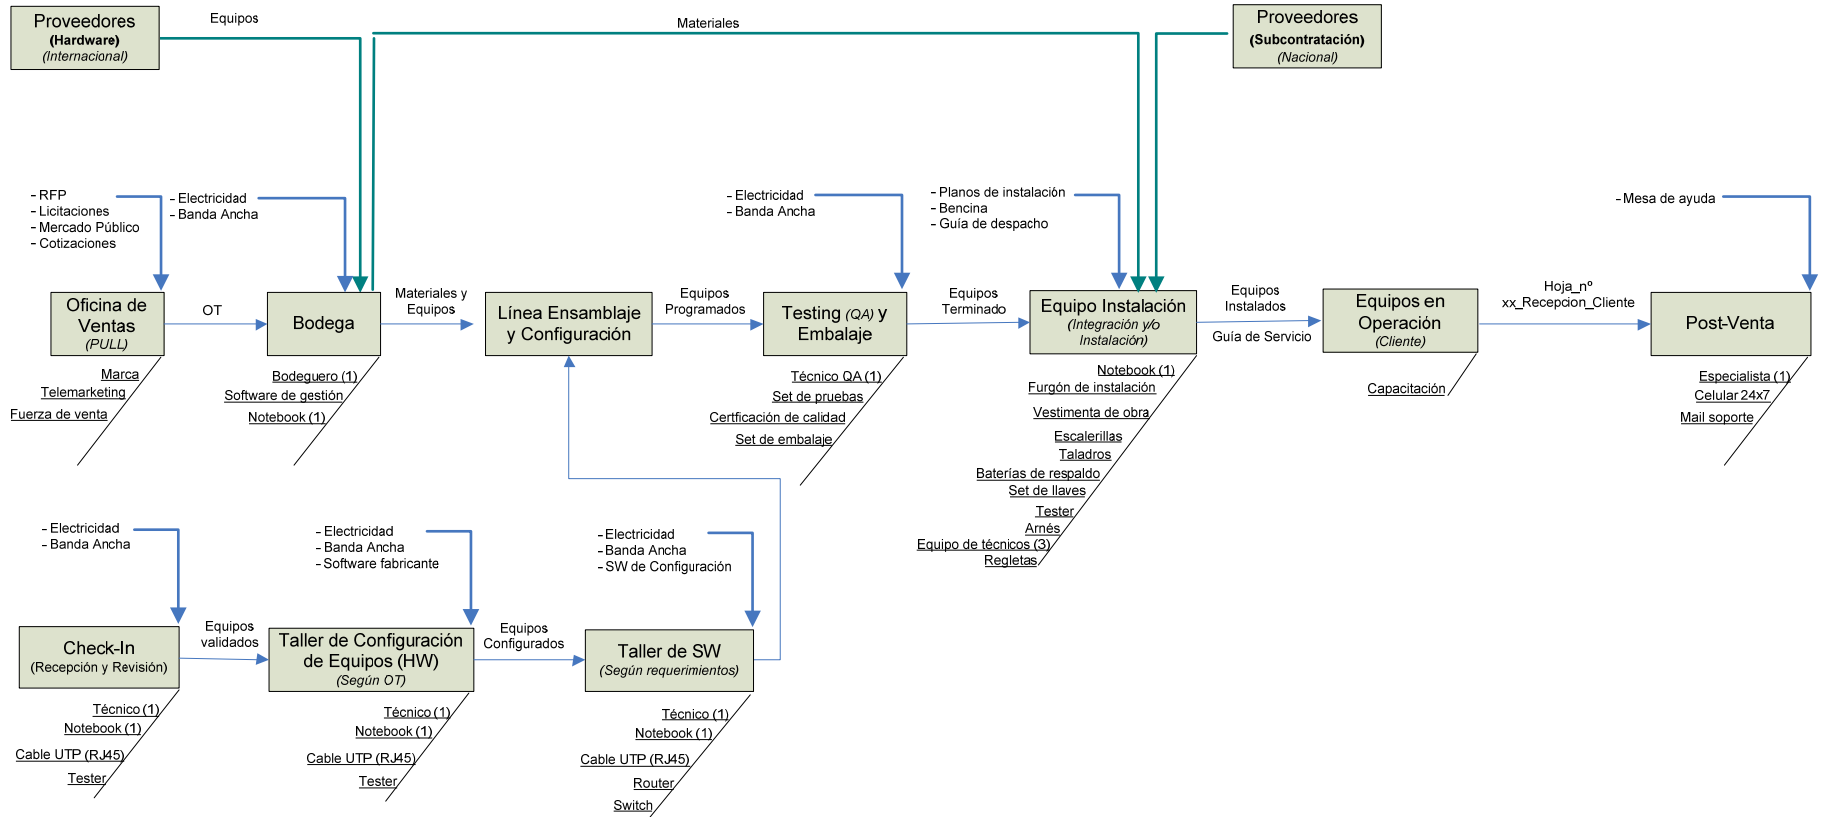 Proveedores
(Hardware)
(Internacional)
Equipos
Materiales
Proveedores
(Subcontratación)
(Nacional)
- RFP
- Licitaciones
- Mercado Público
- Cotizaciones
- Electricidad
- Banda Ancha
- Electricidad
- Banda Ancha
- Planos de instalación
- Bencina
- Guía de despacho
- Mesa de ayuda
Oficina de
Ventas
(PULL)
OT
Bodega
Materiales y
Equipos
Línea Ensamblaje
y Configuración
Equipos
Programados
Testing (QA) y
Embalaje
Equipos
Terminado
Equipo Instalación
(Integración y/o
Instalación)
Equipos
Instalados
Guía de Servicio
Equipos en
Operación
(Cliente)
Hoja_nº
xx_Recepcion_Cliente
Post-Venta
Marca
Telemarketing
Fuerza de venta
Bodeguero (1)
Software de gestión
Notebook (1)
Técnico QA (1)
Set de pruebas
Certficación de calidad
Set de embalaje
Notebook (1)
Furgón de instalación
Vestimenta de obra
Escalerillas
Taladros
Baterías de respaldo
Set de llaves
Tester
Arnés
Equipo de técnicos (3)
Regletas
Capacitación
Especialista (1)
Celular 24x7
Mail soporte
- Electricidad
- Banda Ancha
- Electricidad
- Banda Ancha
- Software fabricante
- Electricidad
- Banda Ancha
- SW de Configuración
Check-In
(Recepción y Revisión)
Equipos
validados
Taller de Configuración
de Equipos (HW)
(Según OT)
Equipos
Configurados
Taller de SW
(Según requerimientos)
Técnico (1)
Notebook (1)
Cable UTP (RJ45)
Tester
Técnico (1)
Notebook (1)
Cable UTP (RJ45)
Tester
Técnico (1)
Notebook (1)
Cable UTP (RJ45)
Router
Switch